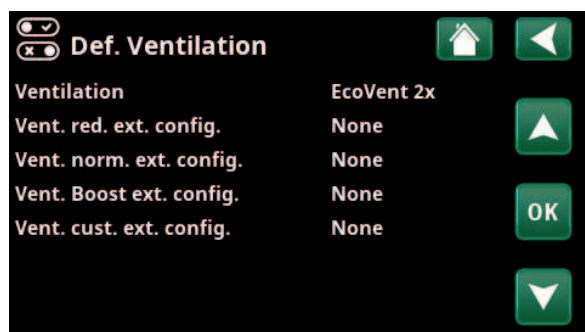 Def. Ventilation
Ventilation EcoVent 2x
Vent. red. ext. config. None
Vent. norm. ext. config. None
Vent. Boost ext. config. None
Vent. cust. ext. config. None
OK